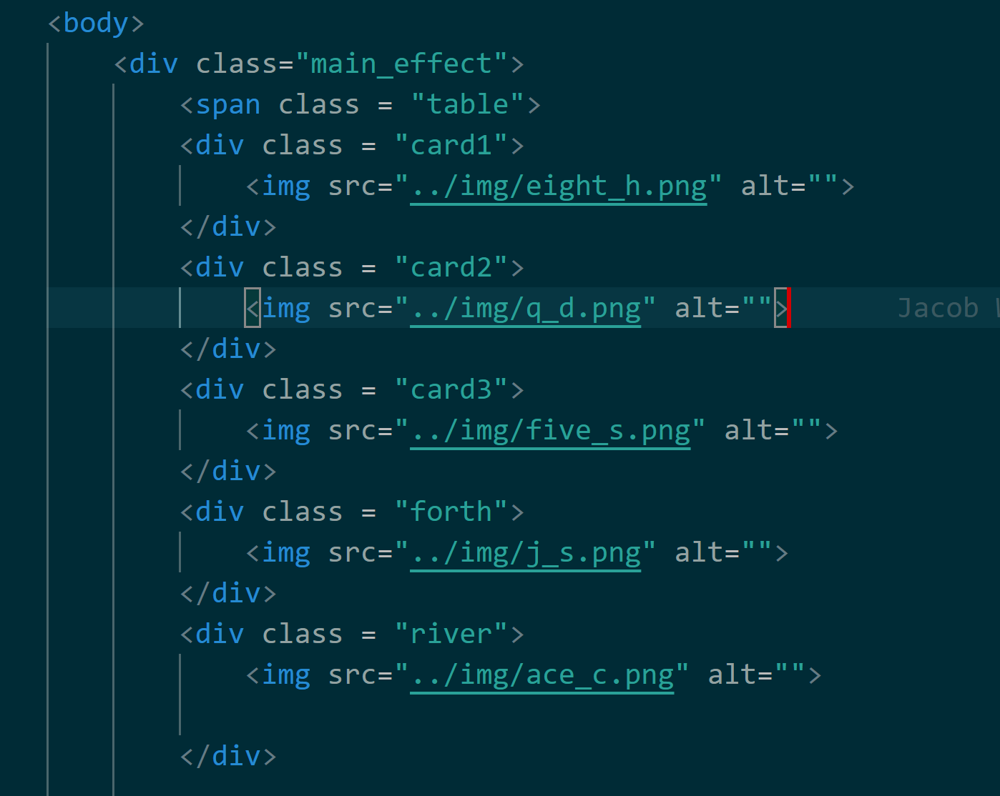 <body>
<div class="main_effect">
<span class = "table">
<div class = "card1">
<img src="../img/eight_h.png" alt="">
</div>
<div class = "card2">
<img src="../img/q_d.png" alt=""> Jacob
</div>
<div class = "card3">
<img src="../img/five_s.png" alt="">
</div>
<div class = "forth">
<img src="../img/j_s.png" alt="">
</div>
<div class = "river">
<img src="../img/ace_c.png" alt="">
</div>